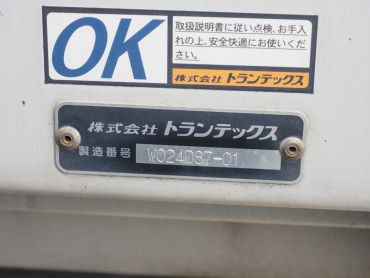 OK
取扱説明書に従い点検、お手入
れの上、安全快適にお使いくだ
さい。
株式会社 トランテックス
株式会社 トランテックス
製造番号 W024D87-01